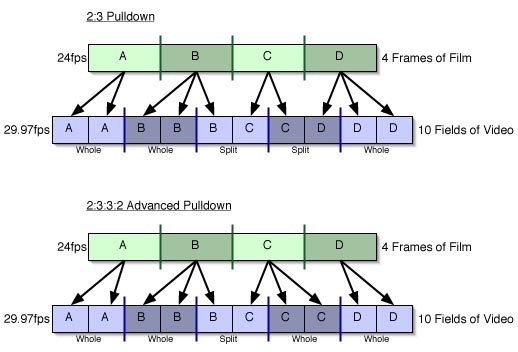 2:3 Pulldown
24fps A B C D 4 Frames of Film
29.97fps A A B B B C C D D D 10 Fields of Video
Whole Whole Split Split Whole
2:3:3:2 Advanced Pulldown
24fps A B C D 4 Frames of Film
29.97fps A A B B B C C C D D 10 Fields of Video
Whole Whole Split Whole Whole